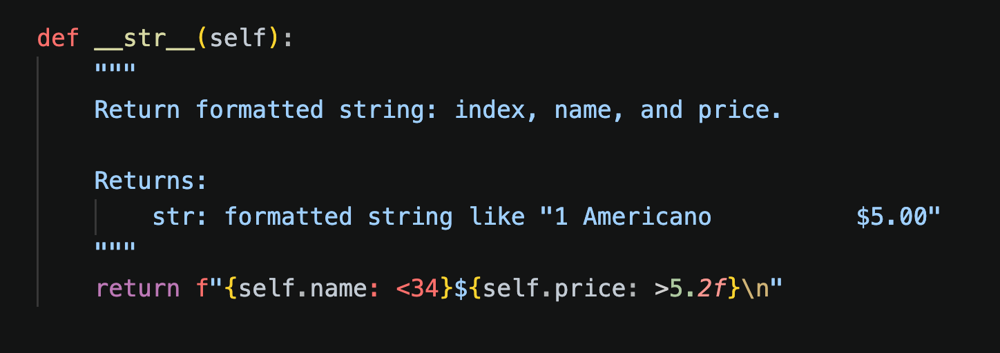 def __str__(self):
    """
    Return formatted string: index, name, and price.

    Returns:
        str: formatted string like "1 Americano          $5.00"
    """
    return f"{self.name: <34}${self.price: >5.2f}\n"